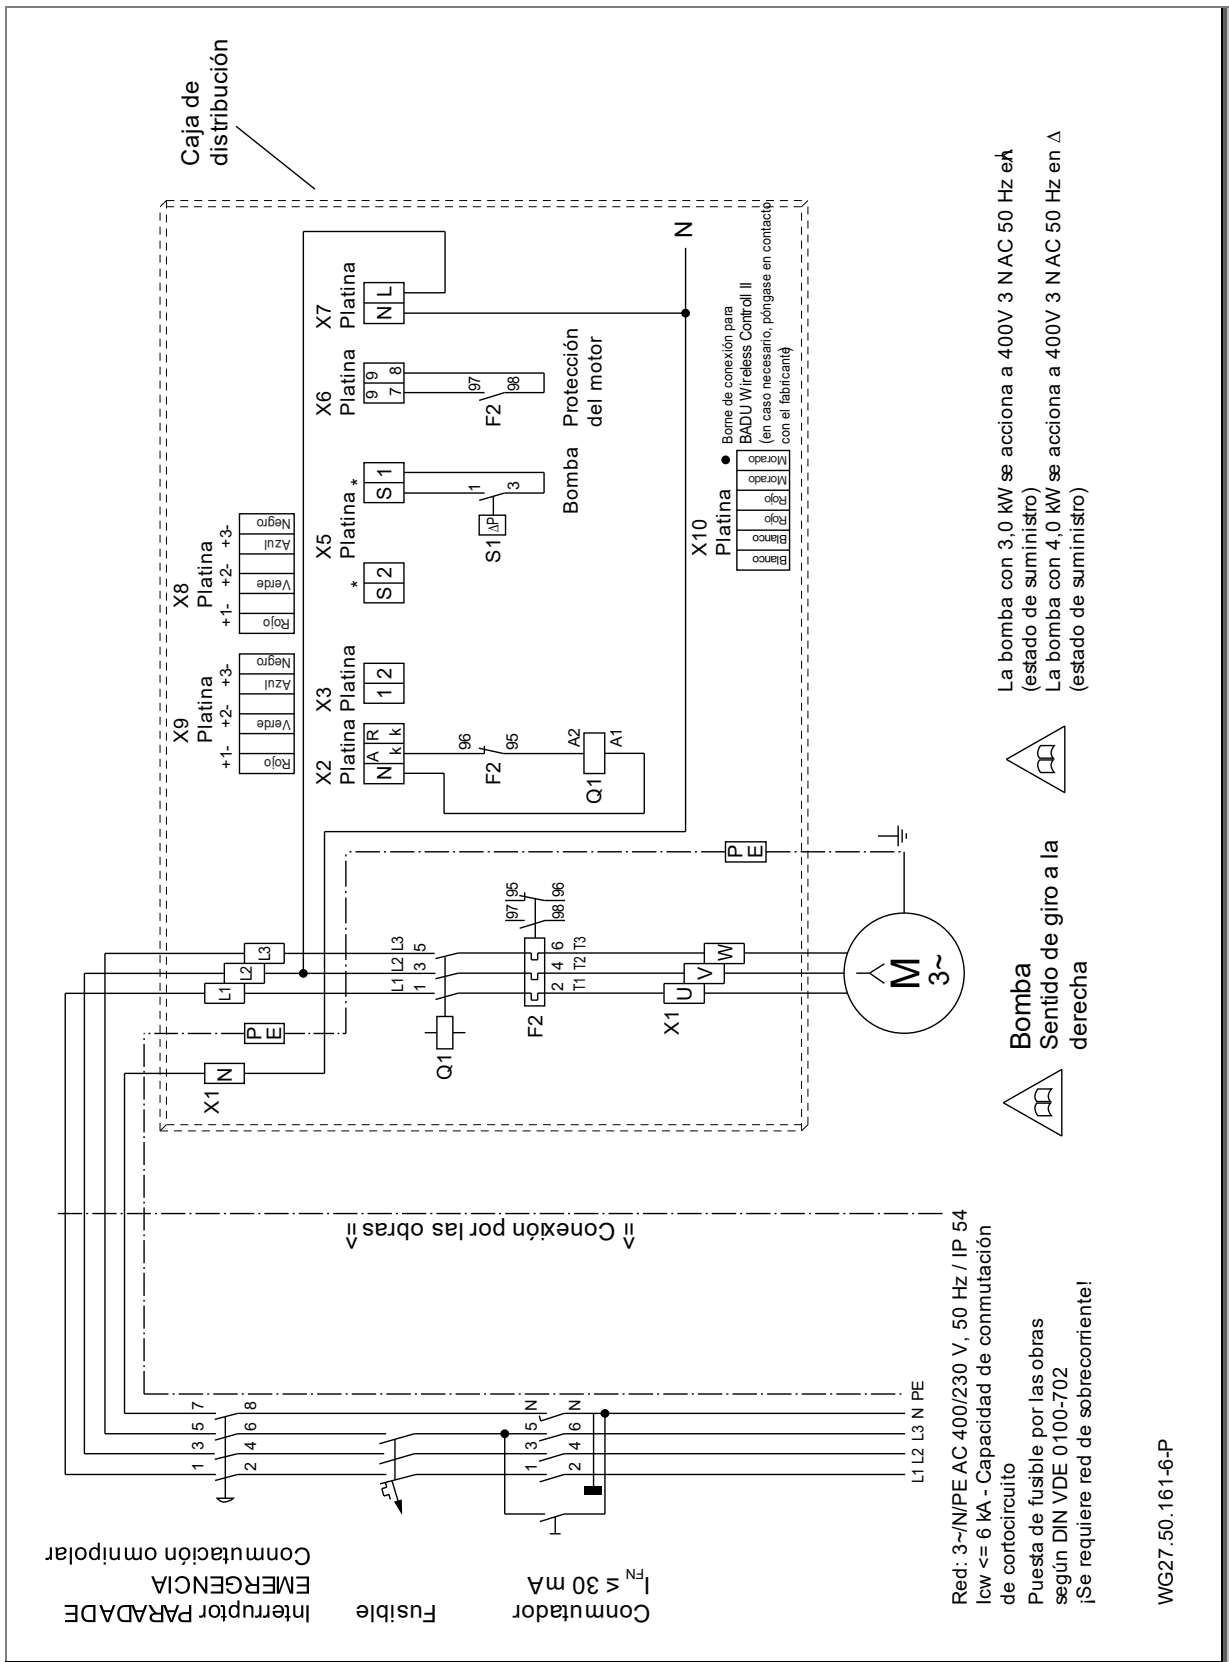 Caja de
distribución
X9
Platina
+1- +2- +3-
Rojo
Verde
Azul
Negro
X8
Platina
+1- +2- +3-
Rojo
Verde
Azul
Negro
X2
Platina
N A R
k k
X3
Platina
1 2
X5
Platina
*
S 2
*
S 1
X6
Platina
9 9
7 8
X7
Platina
N L
96
F2
95
A2
Q1
A1
1
S1
ΔP
3
Bomba
97
F2
98
Protección
del motor
N
X10
Platina
Blanco
Blanco
Rojo
Rojo
Morado
Morado
Borne de conexión para
BADU Wireless Controll II
(en caso necesario, póngase en contacto
con el fabricante)
X1
N
PE
L1
L2
L3
L1 L2 L3
1 3 5
Q1
F2
97 95
98 96
2 4 6
T1 T2 T3
X1
U
V
W
PE
M
3~
<= Conexión por las obras =>
Interruptor PARADA DE
EMERGENCIA
Conmutación omnipolar
1 3 5 7
2 4 6 8
Fusible
Conmutador
IFN ≤ 30 mA
1 3 5 N
2 4 6 N
L1 L2 L3 N PE
Red: 3~/N/PE AC 400/230 V, 50 Hz / IP 54
Icw <= 6 kA - Capacidad de conmutación
de cortocircuito
Puesta de fusible por las obras
según DIN VDE 0100-702
¡Se requiere red de sobrecorriente!
Bomba
Sentido de giro a la
derecha
La bomba con 3,0 kW se acciona a 400V 3 N AC 50 Hz en
(estado de suministro)
La bomba con 4,0 kW se acciona a 400V 3 N AC 50 Hz en Δ
(estado de suministro)
WG27.50.161-6-P